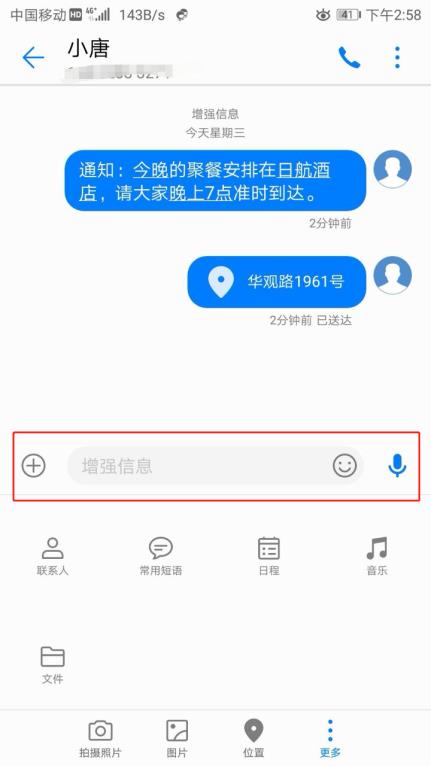 中国移动 HD 4G 143B/s 41 下午2:58
小唐
增强信息
今天星期三
通知：今晚的聚餐安排在日航酒
店，请大家晚上7点准时到达。
2分钟前
华观路1961号
2分钟前 已送达
增强信息
联系人 常用短语 日程 音乐
文件
拍摄照片 图片 位置 更多